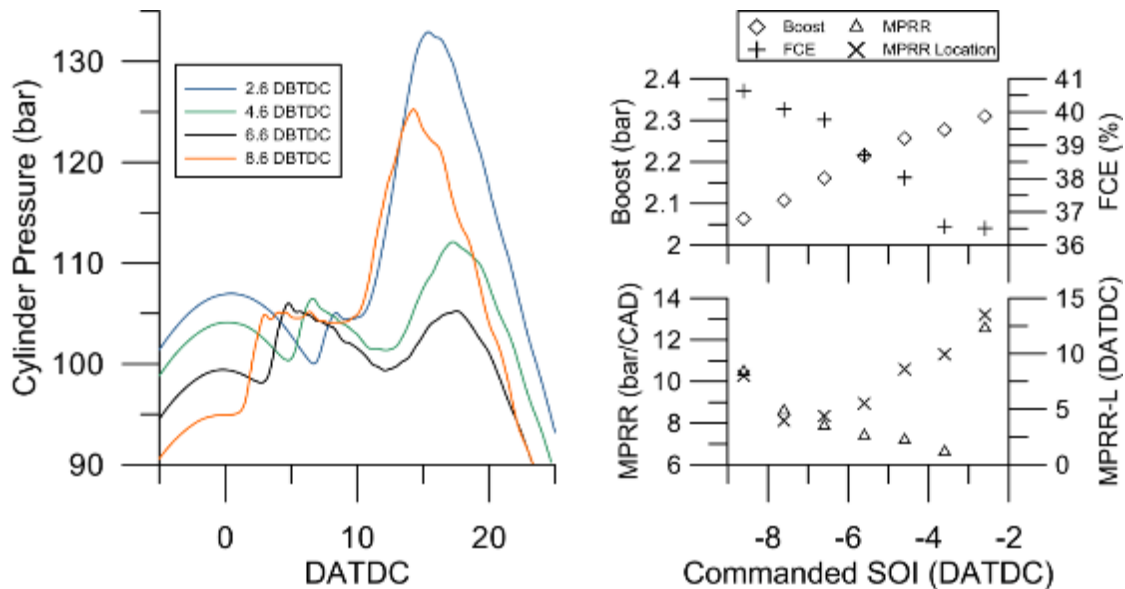 Cylinder Pressure (bar)
130
120
110
100
90
0
10
20
DATDC
2.6 DBTDC
4.6 DBTDC
6.6 DBTDC
8.6 DBTDC
Boost
MPRR
FCE
MPRR Location
Boost (bar)
2.4
2.3
2.2
2.1
2
41
40
39
38
37
36
FCE (%)
MPRR (bar/CAD)
14
12
10
8
6
15
10
5
0
MPRR-L (DATDC)
-8
-6
-4
-2
Commanded SOI (DATDC)